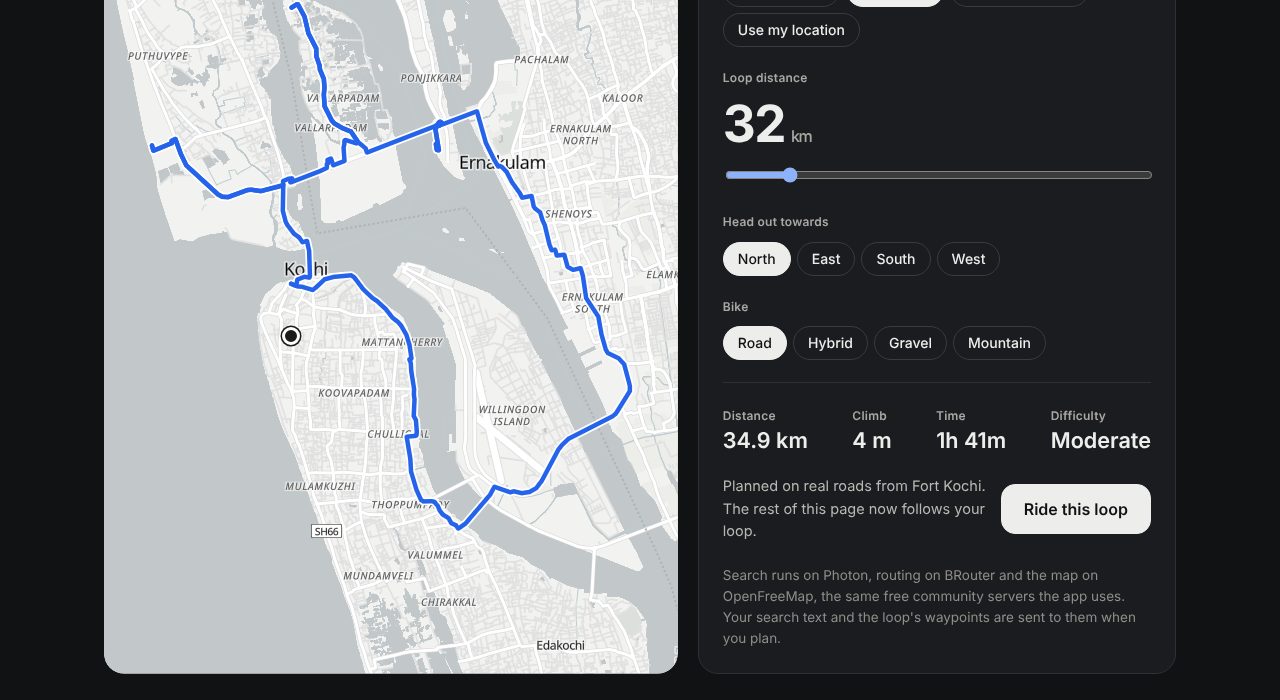 PUTHUVYPE
PACHALAM
PONJIKKARA
VALLARPADAM
KALOOR
VALLARPADAM
ERNAKULAM
NORTH
Ernakulam
SHENOYS
Kochi
ELAMK
ERNAKULAM
SOUTH
MATTANCHERRY
KOOVAPADAM
WILLINGDON
ISLAND
CHULLICKAL
MULAMKUZHI
THOPPUMPADY
SH66
VALUMMEL
MUNDAMVELI
CHIRAKKAL
Edakochi
Use my location
Loop distance
32 km
Head out towards
North East South West
Bike
Road Hybrid Gravel Mountain
Distance Climb Time Difficulty
34.9 km 4 m 1h 41m Moderate
Planned on real roads from Fort Kochi.
The rest of this page now follows your
loop.
Ride this loop
Search runs on Photon, routing on BRouter and the map on
OpenFreeMap, the same free community servers the app uses.
Your search text and the loop's waypoints are sent to them when
you plan.